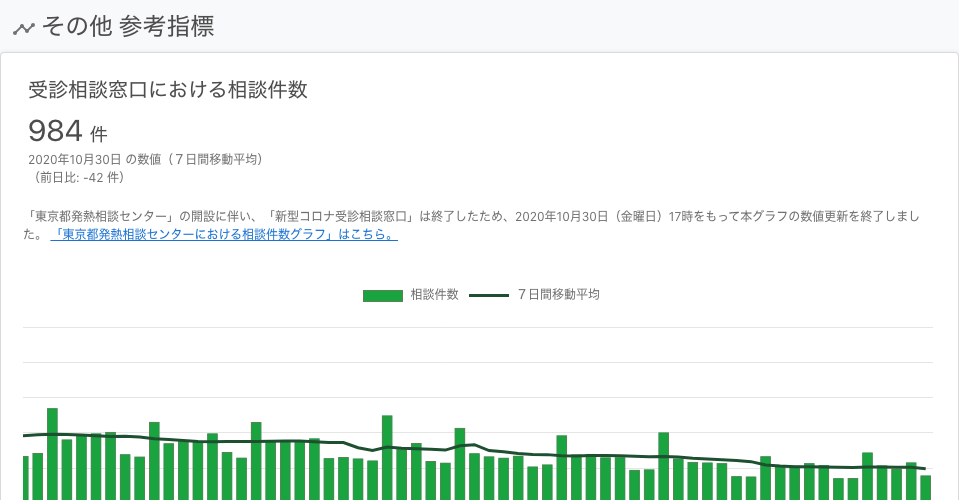 その他 参考指標
受診相談窓口における相談件数
984 件
2020年10月30日 の数値（７日間移動平均）
（前日比: -42 件）
「東京都発熱相談センター」の開設に伴い、「新型コロナ受診相談窓口」は終了したため、2020年10月30日（金曜日）17時をもって本グラフの数値更新を終了しまし
た。 「東京都発熱相談センターにおける相談件数グラフ」はこちら。
相談件数 ７日間移動平均